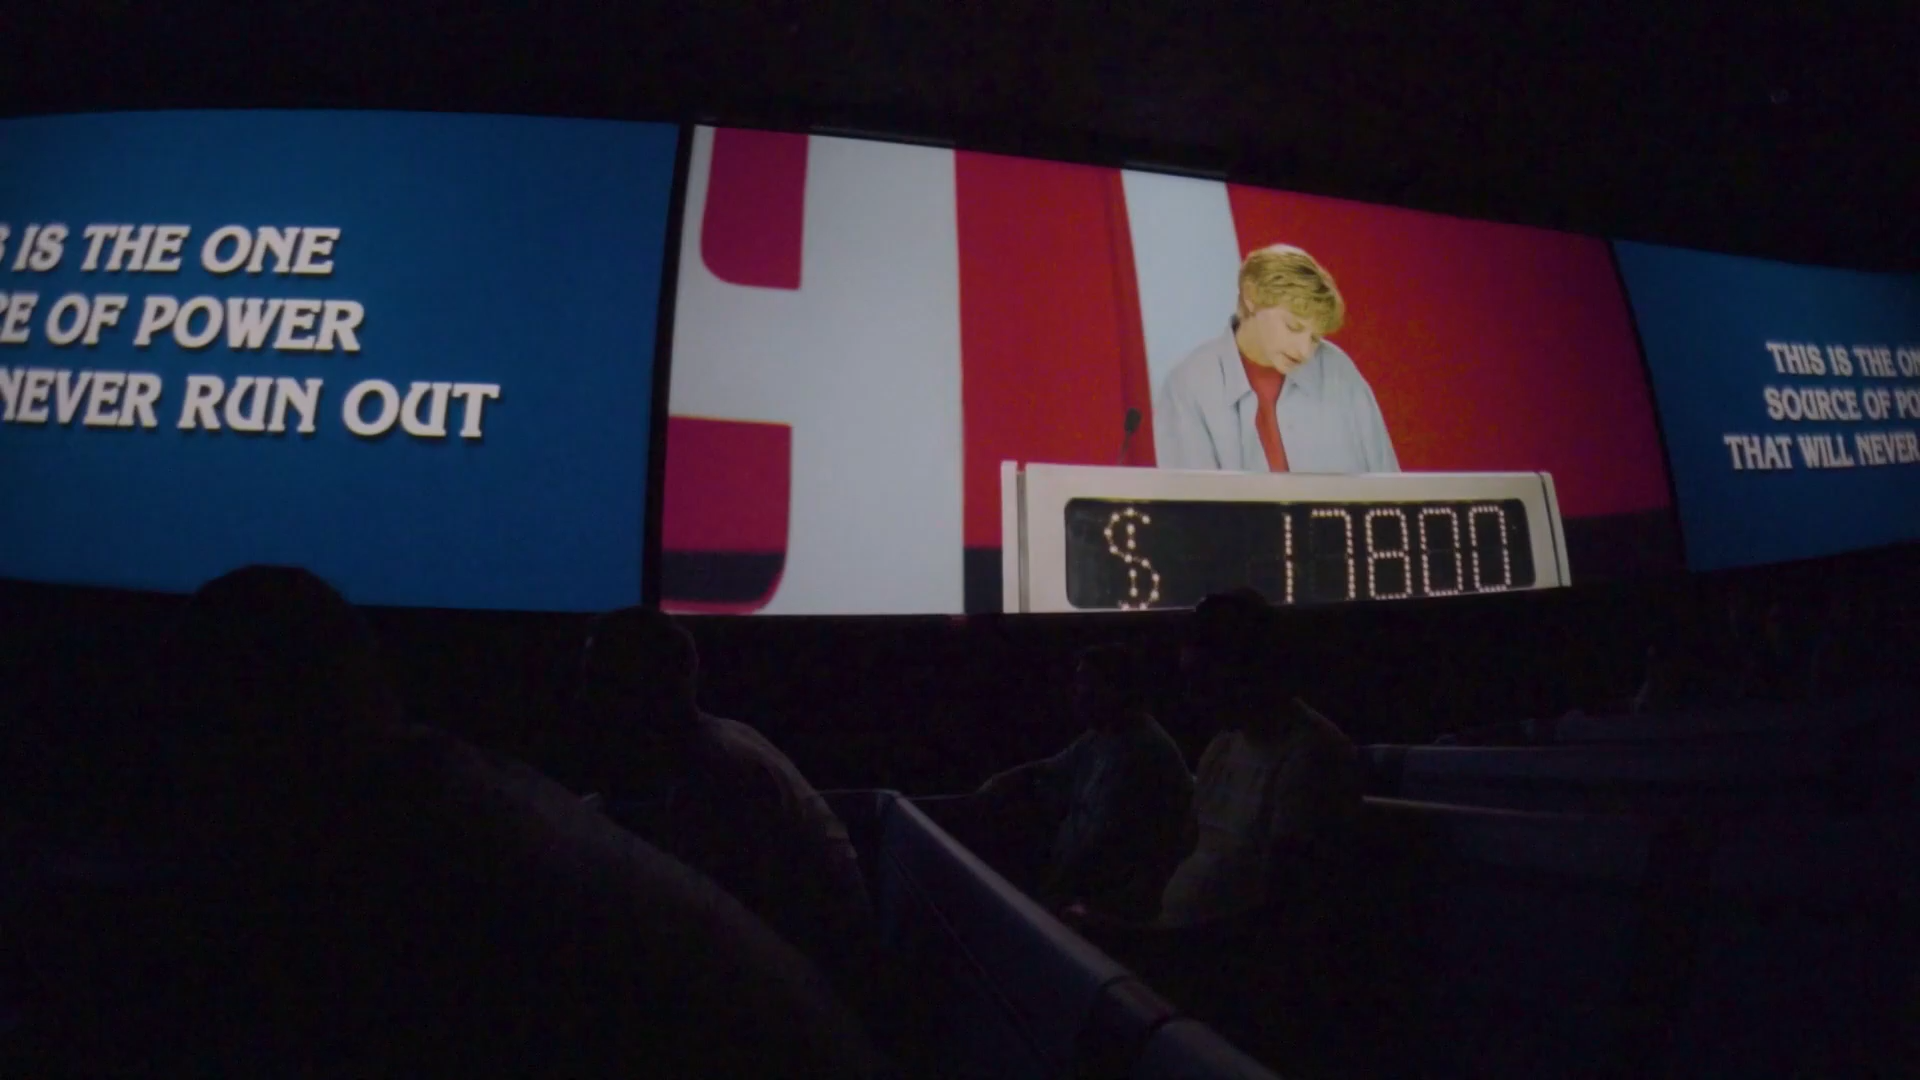 IS THE ONE
OF POWER
NEVER RUN OUT
$ 17800
THIS IS THE
SOURCE OF
THAT WILL NEVER